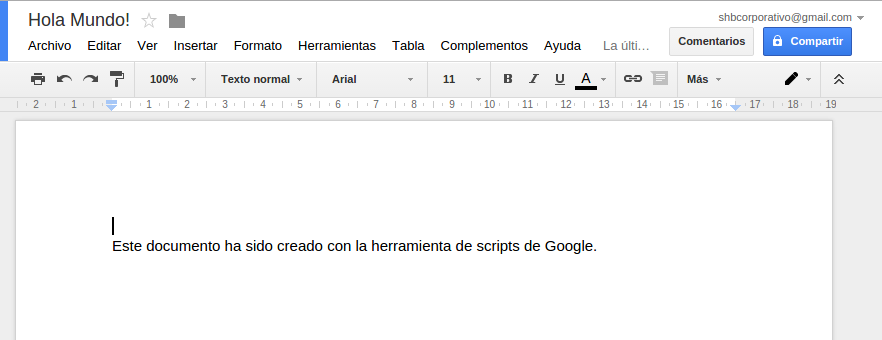 Hola Mundo!
shbcorporativo@gmail.com
Archivo Editar Ver Insertar Formato Herramientas Tabla Complementos Ayuda La últi...
Comentarios Compartir
100% Texto normal Arial 11 B I U A Más
2 1 1 2 3 4 5 6 7 8 9 10 11 12 13 14 15 16 17 18 19
Este documento ha sido creado con la herramienta de scripts de Google.